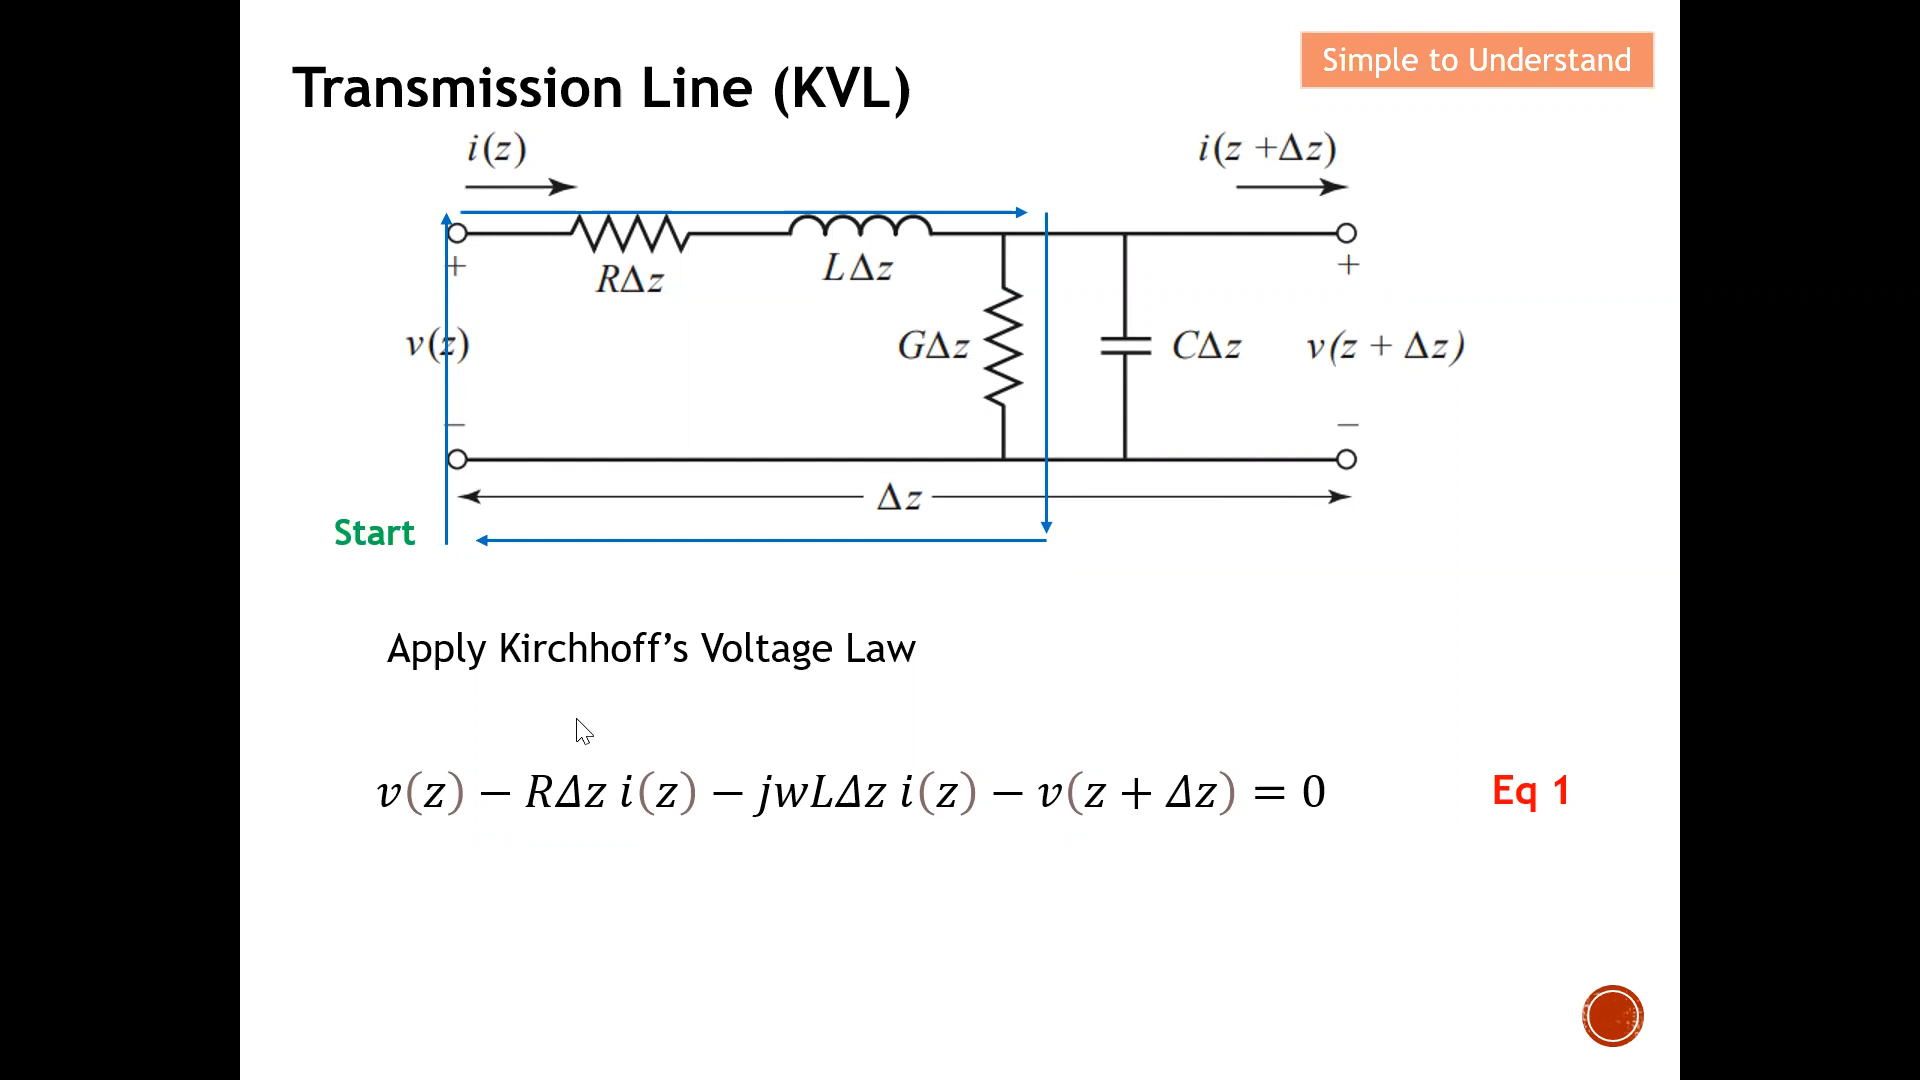 Simple to Understand
Transmission Line (KVL)
i(z)
i(z +Δz)
+
RΔz
LΔz
+
v(z)
GΔz
CΔz
v(z + Δz)
−
−
Δz
Start
Apply Kirchhoff’s Voltage Law
v(z) − RΔz i(z) − jwLΔz i(z) − v(z + Δz) = 0
Eq 1